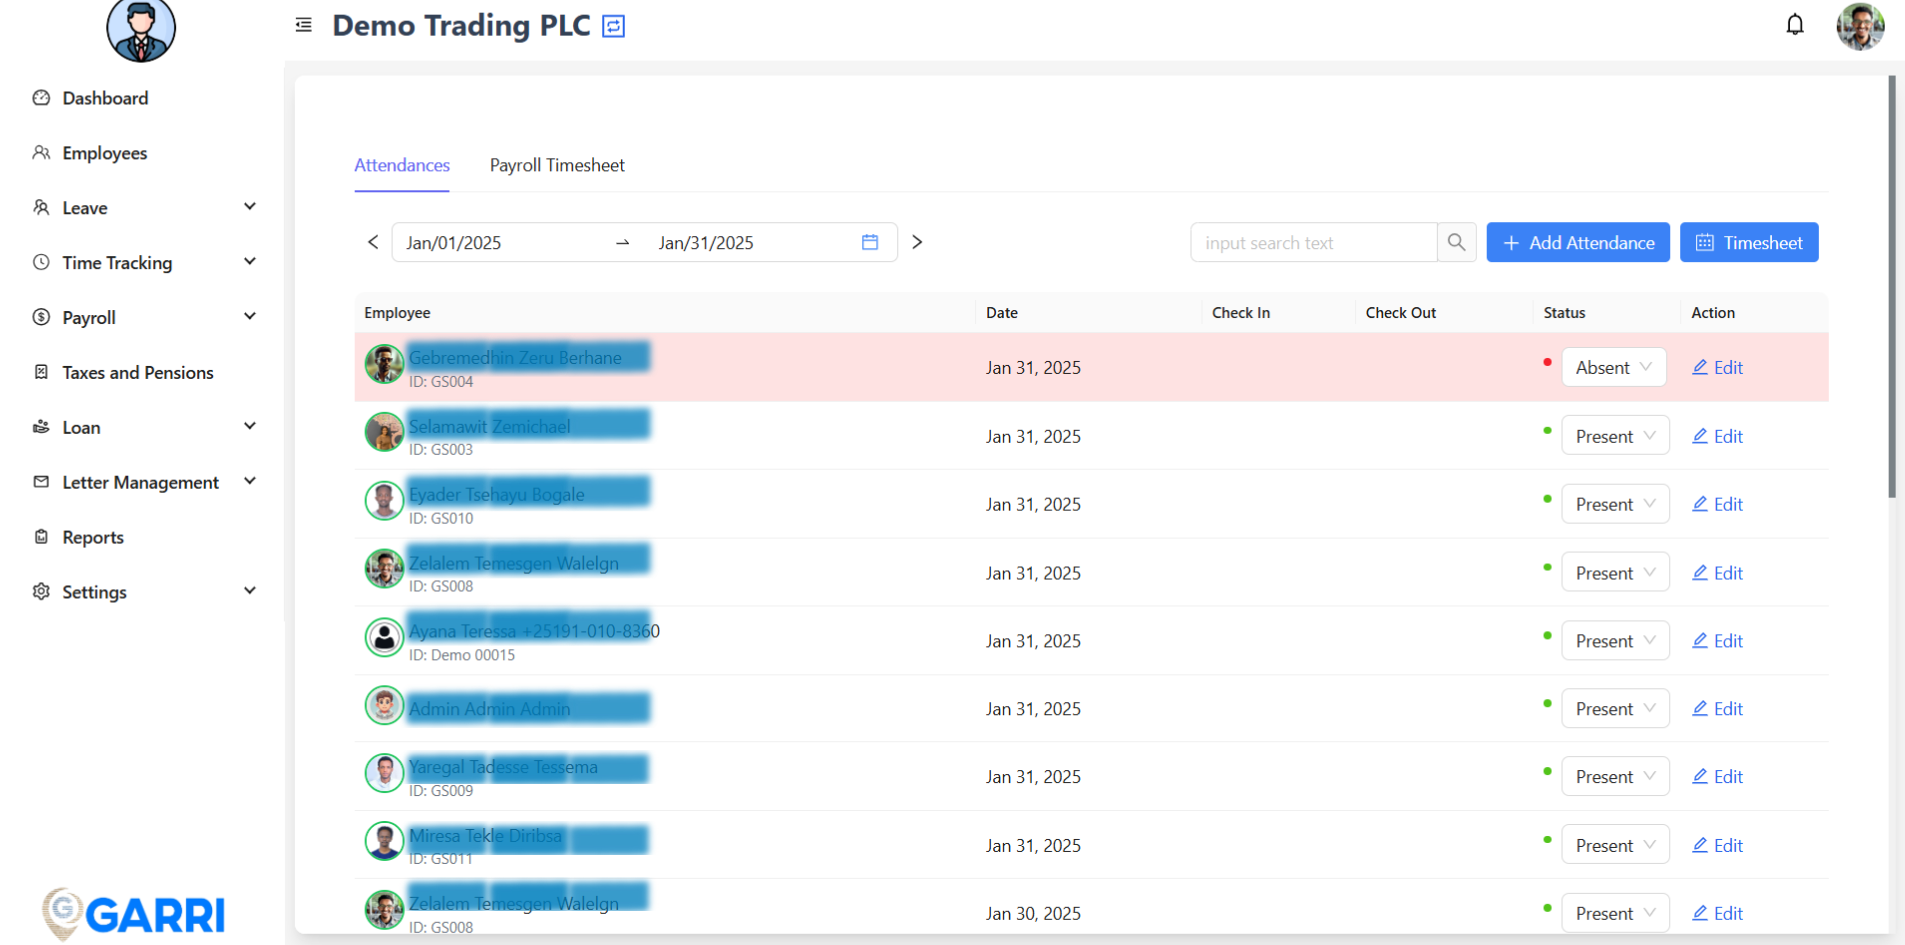 Demo Trading PLC
Dashboard
Employees
Leave
Time Tracking
Payroll
Taxes and Pensions
Loan
Letter Management
Reports
Settings
GARRI
Attendances Payroll Timesheet
Jan/01/2025 → Jan/31/2025 input search text + Add Attendance Timesheet
Employee Date Check In Check Out Status Action
Gebremedhin Zeru Berhane
ID: GS004 Jan 31, 2025 Absent Edit
Selamawit Zemichael
ID: GS003 Jan 31, 2025 Present Edit
Eyader Tsehayu Bogale
ID: GS010 Jan 31, 2025 Present Edit
Zelalem Temesgen Walelgn
ID: GS008 Jan 31, 2025 Present Edit
Ayana Teressa +25191-010-8360
ID: Demo 00015 Jan 31, 2025 Present Edit
Admin Admin Admin Jan 31, 2025 Present Edit
Yaregal Tadesse Tessema
ID: GS009 Jan 31, 2025 Present Edit
Miresa Tekle Diribsa
ID: GS011 Jan 31, 2025 Present Edit
Zelalem Temesgen Walelgn
ID: GS008 Jan 30, 2025 Present Edit